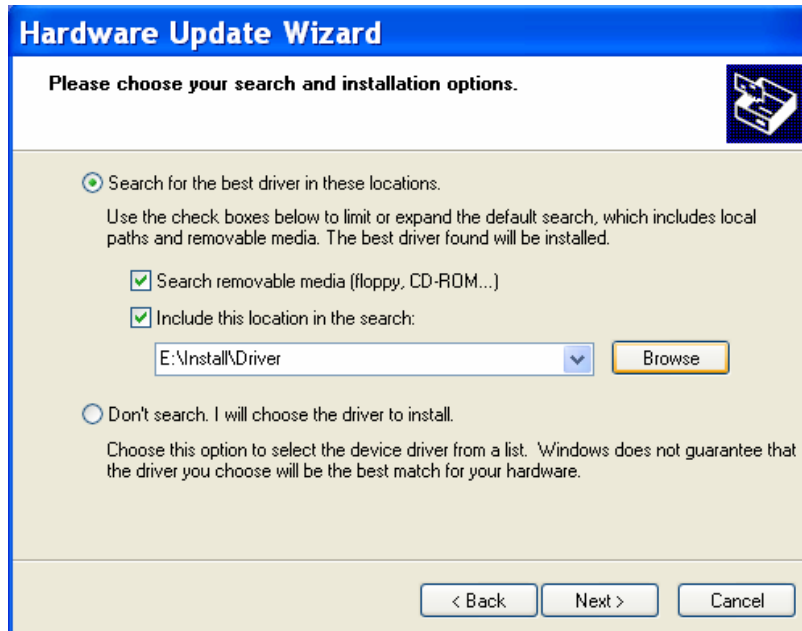 Hardware Update Wizard
Please choose your search and installation options.
Search for the best driver in these locations.
Use the check boxes below to limit or expand the default search, which includes local
paths and removable media. The best driver found will be installed.
Search removable media (floppy, CD-ROM...)
Include this location in the search:
E:\Install\Driver
Browse
Don't search. I will choose the driver to install.
Choose this option to select the device driver from a list.  Windows does not guarantee that
the driver you choose will be the best match for your hardware.
< Back
Next >
Cancel